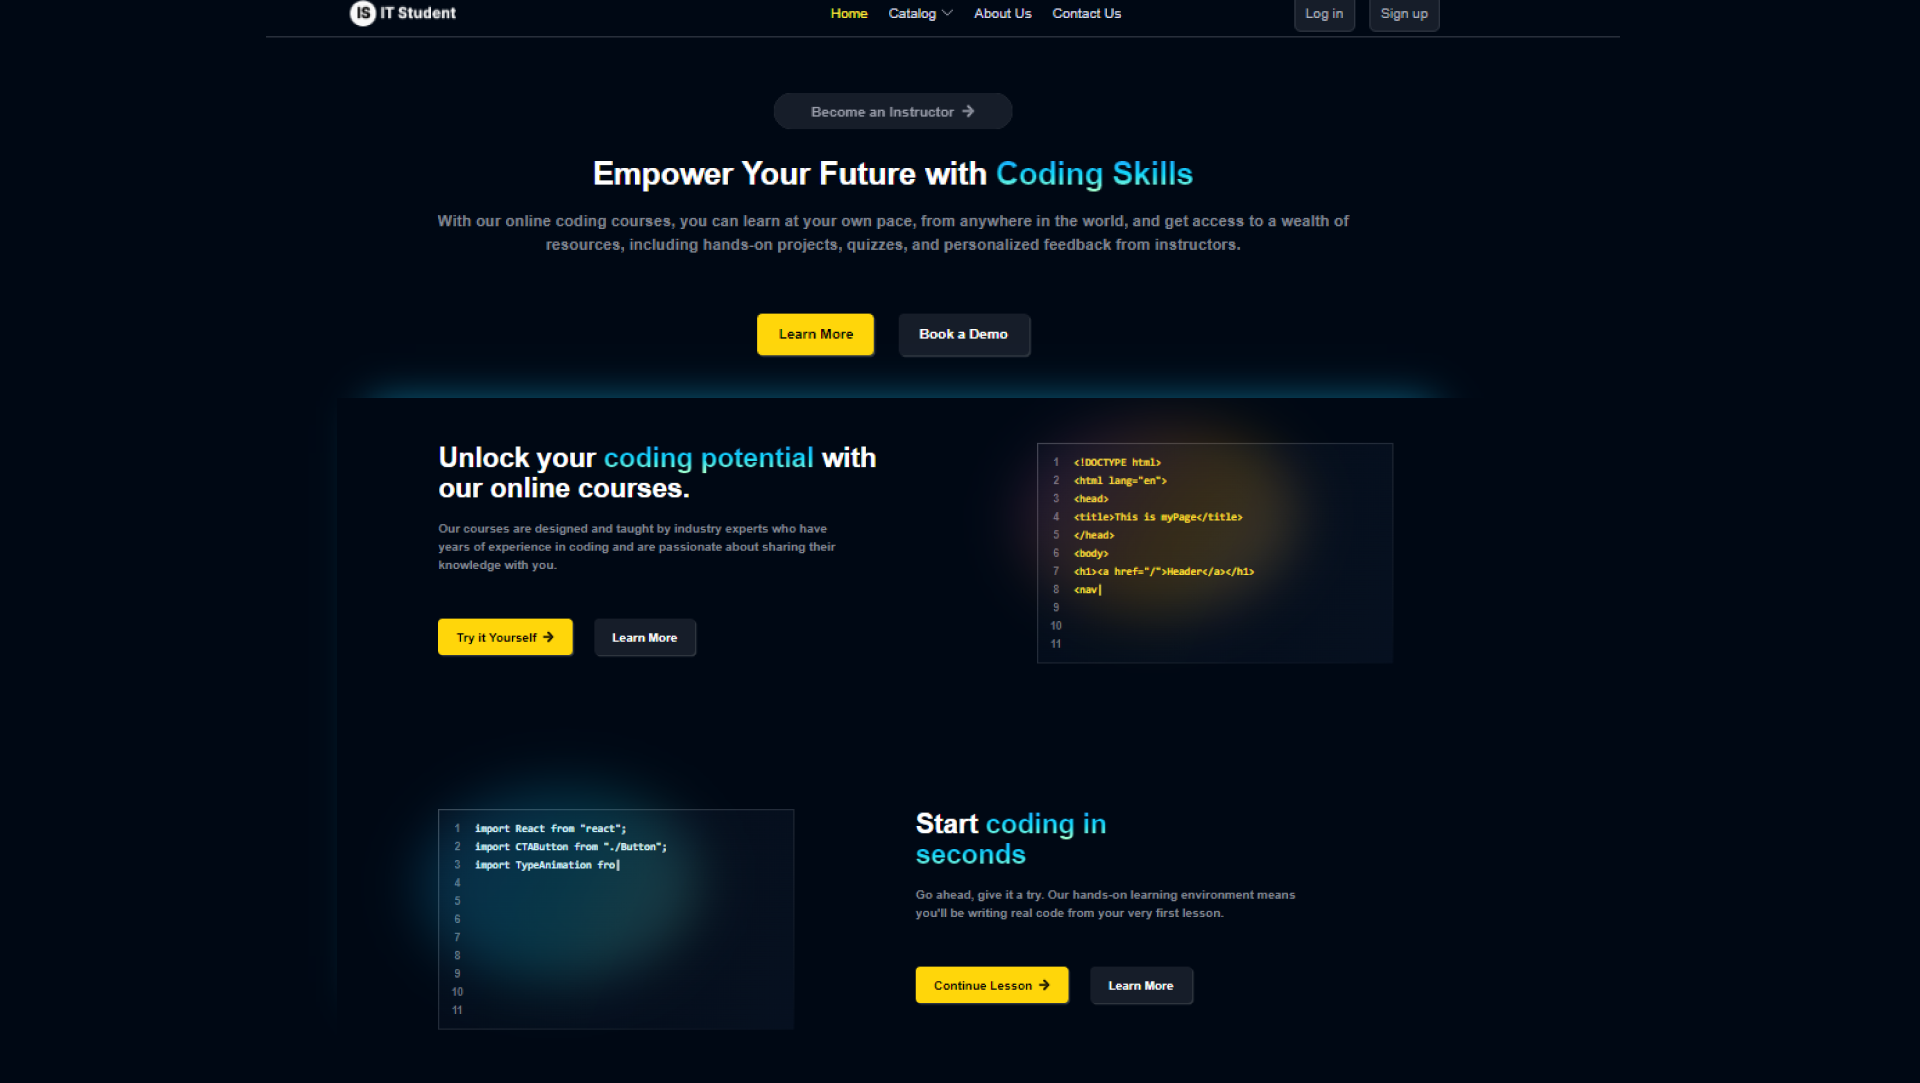 IS IT Student
Home Catalog About Us Contact Us
Log in Sign up
Become an Instructor →
Empower Your Future with Coding Skills
With our online coding courses, you can learn at your own pace, from anywhere in the world, and get access to a wealth of
resources, including hands-on projects, quizzes, and personalized feedback from instructors.
Learn More Book a Demo
Unlock your coding potential with
our online courses.
Our courses are designed and taught by industry experts who have
years of experience in coding and are passionate about sharing their
knowledge with you.
Try it Yourself → Learn More
1 <!DOCTYPE html>
2 <html lang="en">
3 <head>
4 <title>This is myPage</title>
5 </head>
6 <body>
7 <h1><a href="/">Header</a></h1>
8 <nav|
9
10
11
1 import React from "react";
2 import CTAButton from "./Button";
3 import TypeAnimation fro|
4
5
6
7
8
9
10
11
Start coding in
seconds
Go ahead, give it a try. Our hands-on learning environment means
you'll be writing real code from your very first lesson.
Continue Lesson → Learn More